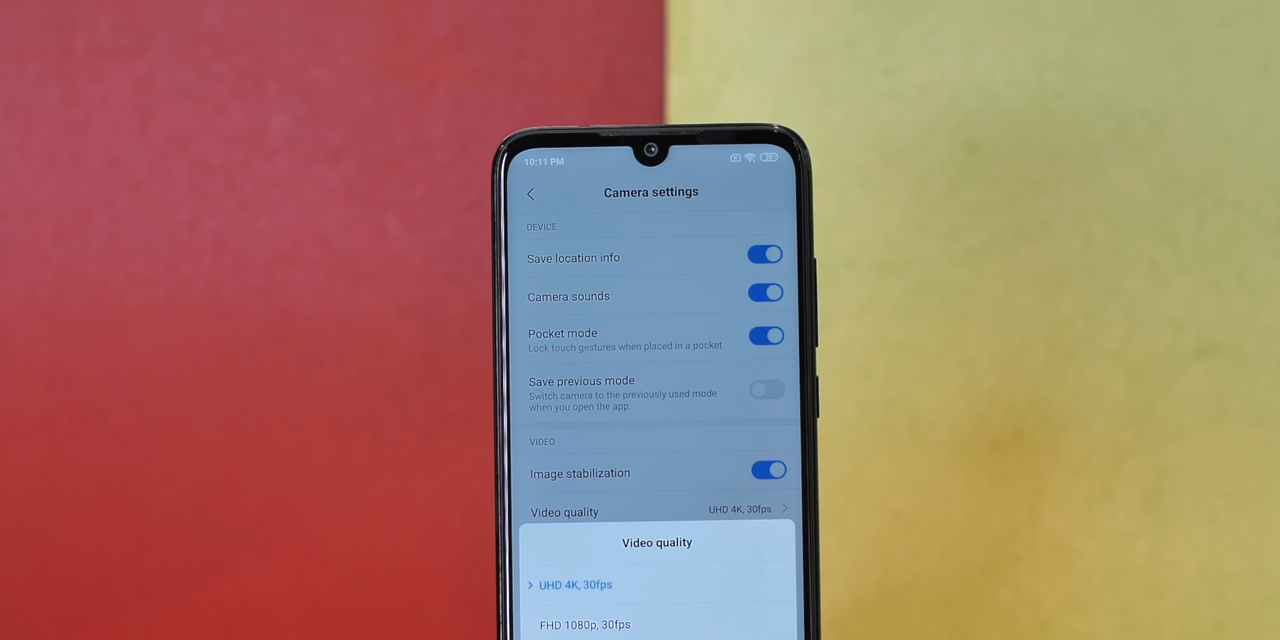 10:11 PM
Camera settings
DEVICE
Save location info
Camera sounds
Pocket mode
Lock touch gestures when placed in a pocket
Save previous mode
Switch camera to the previously used mode
when you open the app.
VIDEO
Image stabilization
Video quality UHD 4K, 30fps
Video quality
UHD 4K, 30fps
FHD 1080p, 30fps